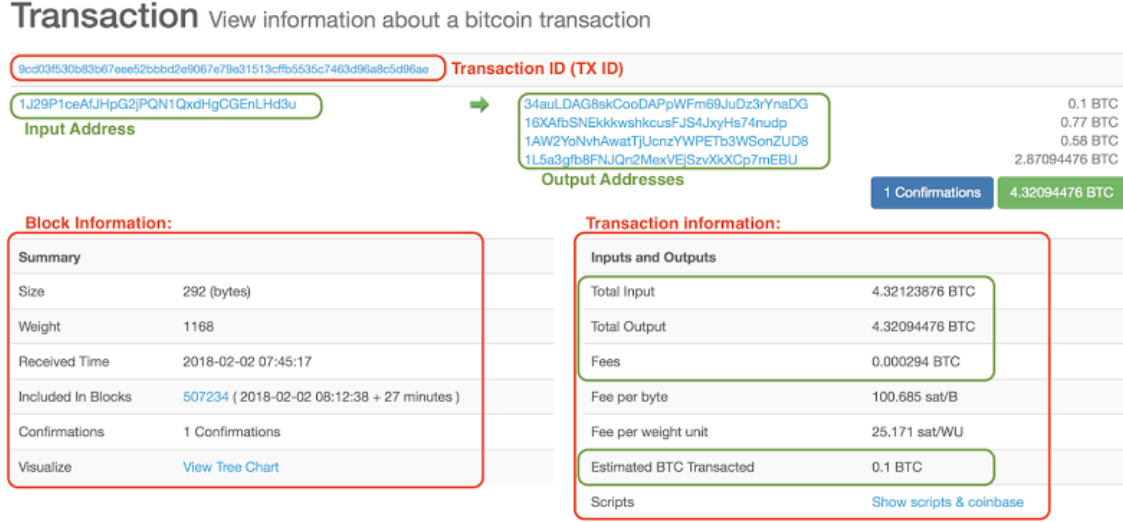 Transaction View information about a bitcoin transaction
9cd03f530b83b67eee52bbbd2e9067e79e31513cffb5535c7463d96a8c5d96ae Transaction ID (TX ID)
1J29P1ceAfJHpG2jPQN1QxdHgCGEnLHd3u
Input Address
34auLDAG8skCooDAPpWFm69JuDz3rYnaDG 0.1 BTC
16XAfbSNEkkkwshkcusFJS4JxyHs74nudp 0.77 BTC
1AW2YoNvhAwatTjUcnzYWPETb3WSonZUD8 0.58 BTC
1L5a3gfb8FNJQn2MexVEjSzvXkXCp7mEBU 2.87094476 BTC
Output Addresses
1 Confirmations 4.32094476 BTC
Block Information:
Summary
Size 292 (bytes)
Weight 1168
Received Time 2018-02-02 07:45:17
Included In Blocks 507234 ( 2018-02-02 08:12:38 + 27 minutes )
Confirmations 1 Confirmations
Visualize View Tree Chart
Transaction information:
Inputs and Outputs
Total Input 4.32123876 BTC
Total Output 4.32094476 BTC
Fees 0.000294 BTC
Fee per byte 100.685 sat/B
Fee per weight unit 25.171 sat/WU
Estimated BTC Transacted 0.1 BTC
Scripts Show scripts & coinbase